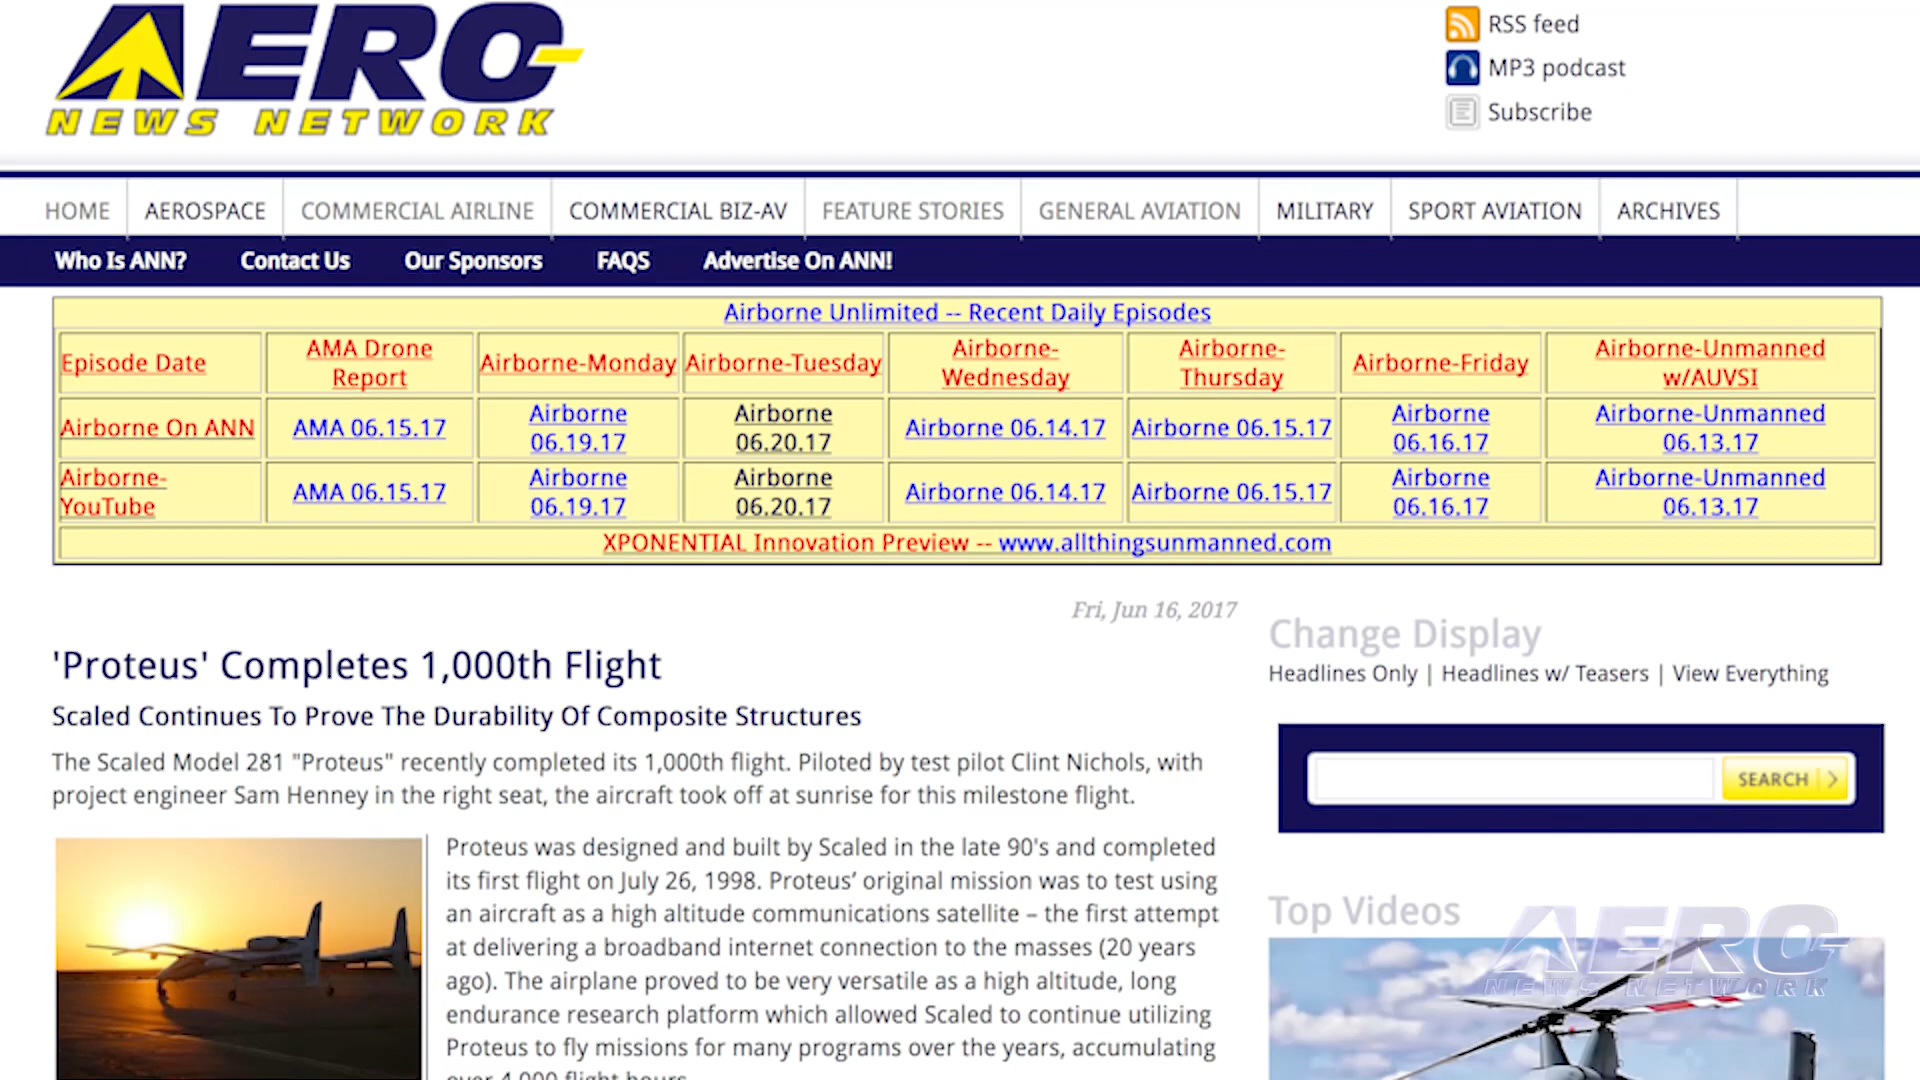 AERO
NEWS NETWORK
RSS feed
MP3 podcast
Subscribe
HOME AEROSPACE COMMERCIAL AIRLINE COMMERCIAL BIZ-AV FEATURE STORIES GENERAL AVIATION MILITARY SPORT AVIATION ARCHIVES
Who Is ANN? Contact Us Our Sponsors FAQS Advertise On ANN!
Airborne Unlimited -- Recent Daily Episodes
Episode Date AMA Drone Report Airborne-Monday Airborne-Tuesday Airborne-Wednesday Airborne-Thursday Airborne-Friday Airborne-Unmanned w/AUVSI
Airborne On ANN AMA 06.15.17 Airborne 06.19.17 Airborne 06.20.17 Airborne 06.14.17 Airborne 06.15.17 Airborne 06.16.17 Airborne-Unmanned 06.13.17
Airborne-YouTube AMA 06.15.17 Airborne 06.19.17 Airborne 06.20.17 Airborne 06.14.17 Airborne 06.15.17 Airborne 06.16.17 Airborne-Unmanned 06.13.17
XPONENTIAL Innovation Preview -- www.allthingsunmanned.com
Fri, Jun 16, 2017
'Proteus' Completes 1,000th Flight
Scaled Continues To Prove The Durability Of Composite Structures
The Scaled Model 281 "Proteus" recently completed its 1,000th flight. Piloted by test pilot Clint Nichols, with
project engineer Sam Henney in the right seat, the aircraft took off at sunrise for this milestone flight.
Proteus was designed and built by Scaled in the late 90's and completed
its first flight on July 26, 1998. Proteus’ original mission was to test using
an aircraft as a high altitude communications satellite – the first attempt
at delivering a broadband internet connection to the masses (20 years
ago). The airplane proved to be very versatile as a high altitude, long
endurance research platform which allowed Scaled to continue utilizing
Proteus to fly missions for many programs over the years, accumulating
over 4,000 flight hours.
Change Display
Headlines Only | Headlines w/ Teasers | View Everything
SEARCH
Top Videos
AERO
NEWS NETWORK